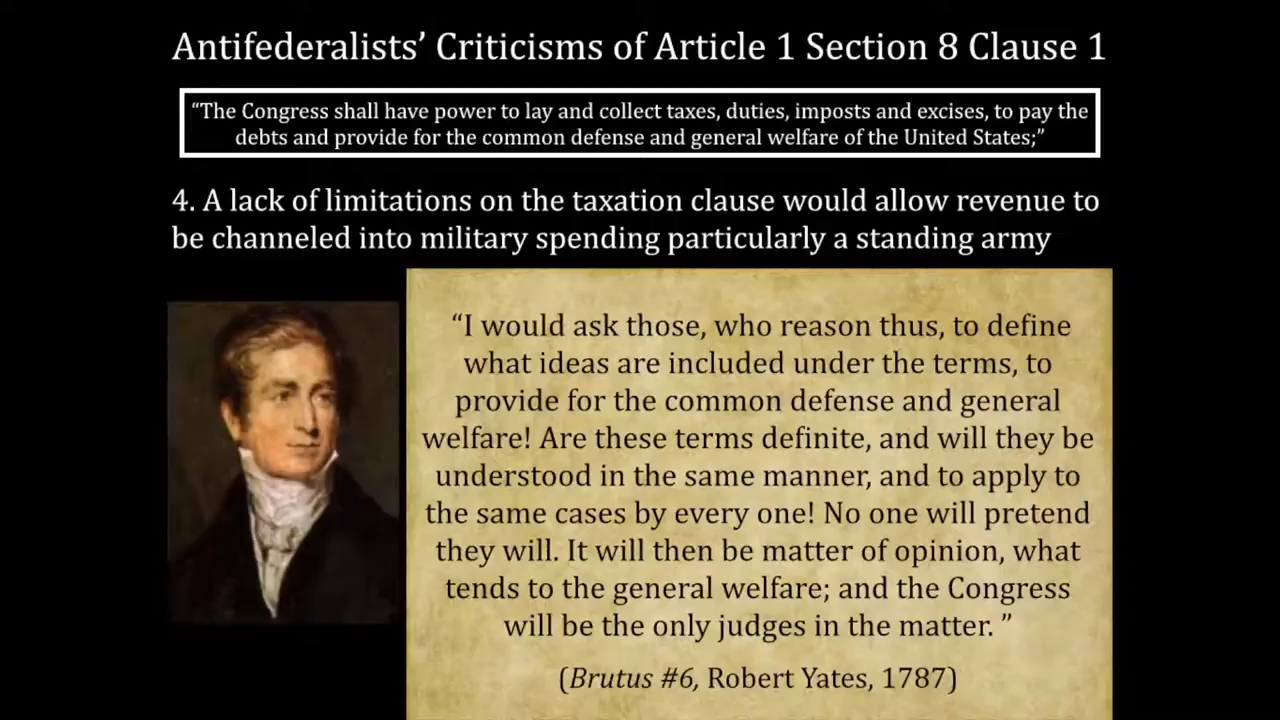 Antifederalists’ Criticisms of Article 1 Section 8 Clause 1
“The Congress shall have power to lay and collect taxes, duties, imposts and excises, to pay the
debts and provide for the common defense and general welfare of the United States;”
4. A lack of limitations on the taxation clause would allow revenue to
be channeled into military spending particularly a standing army
“I would ask those, who reason thus, to define
what ideas are included under the terms, to
provide for the common defense and general
welfare! Are these terms definite, and will they be
understood in the same manner, and to apply to
the same cases by every one! No one will pretend
they will. It will then be matter of opinion, what
tends to the general welfare; and the Congress
will be the only judges in the matter. ”
(Brutus #6, Robert Yates, 1787)